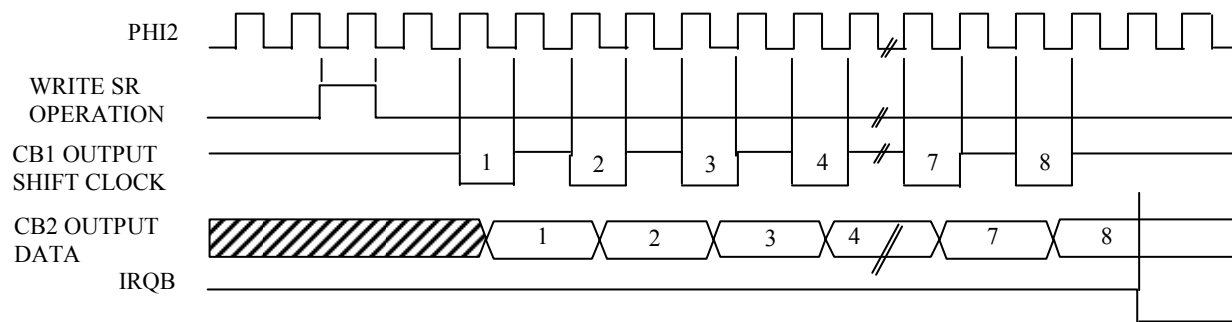 PHI2
WRITE SR
OPERATION
CB1 OUTPUT
SHIFT CLOCK
1 2 3 4 7 8
CB2 OUTPUT
DATA
1 2 3 4 7 8
IRQB